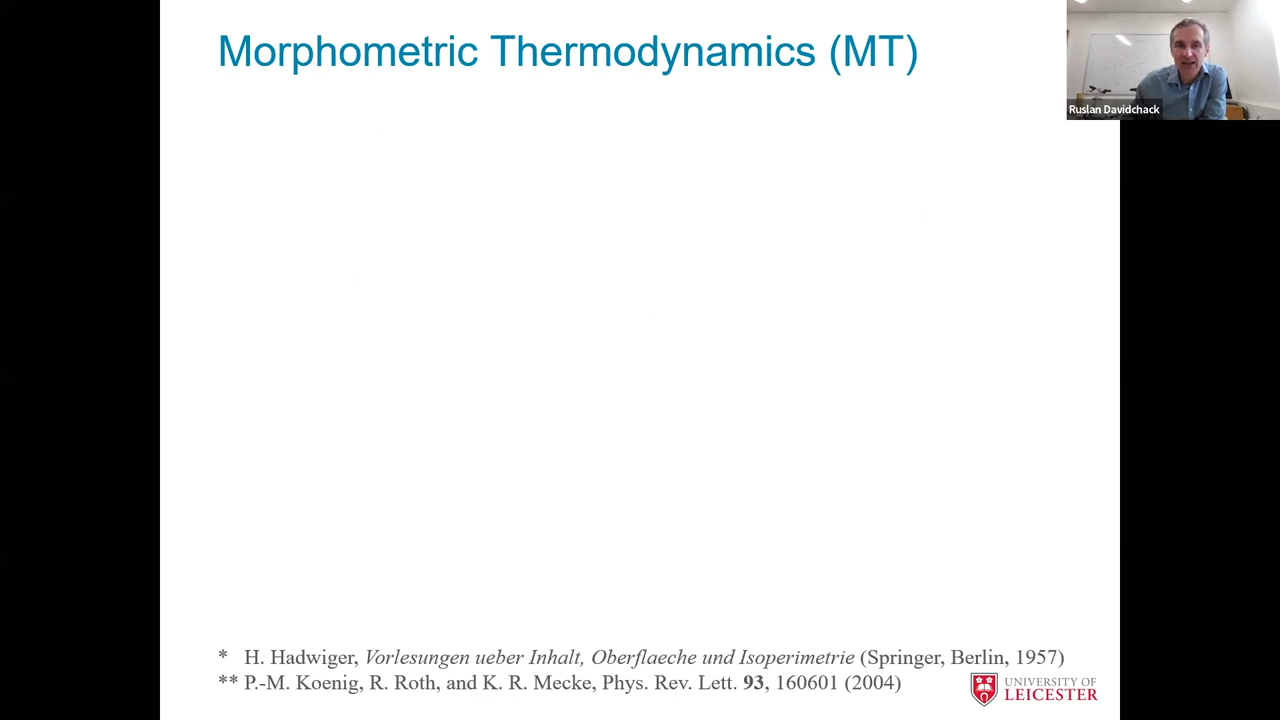 Morphometric Thermodynamics (MT)
Ruslan Davidchack
* H. Hadwiger, Vorlesungen ueber Inhalt, Oberflaeche und Isoperimetrie (Springer, Berlin, 1957)
** P.-M. Koenig, R. Roth, and K. R. Mecke, Phys. Rev. Lett. 93, 160601 (2004)
UNIVERSITY OF
LEICESTER